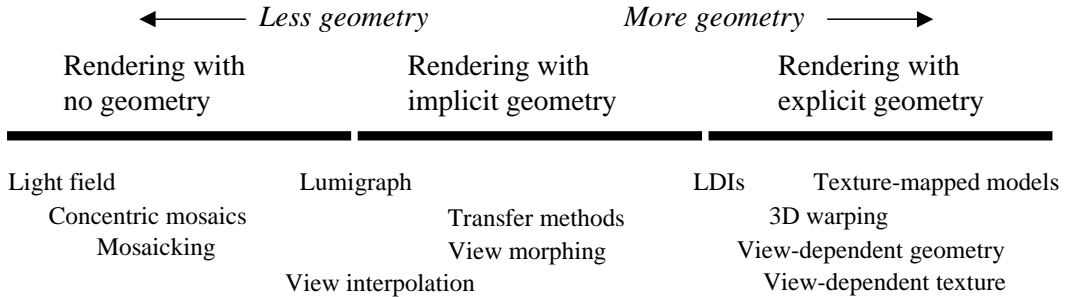 Less geometry More geometry
Rendering with Rendering with Rendering with
no geometry implicit geometry explicit geometry
Light field Lumigraph LDIs Texture-mapped models
Concentric mosaics Transfer methods 3D warping
Mosaicking View morphing View-dependent geometry
View interpolation View-dependent texture